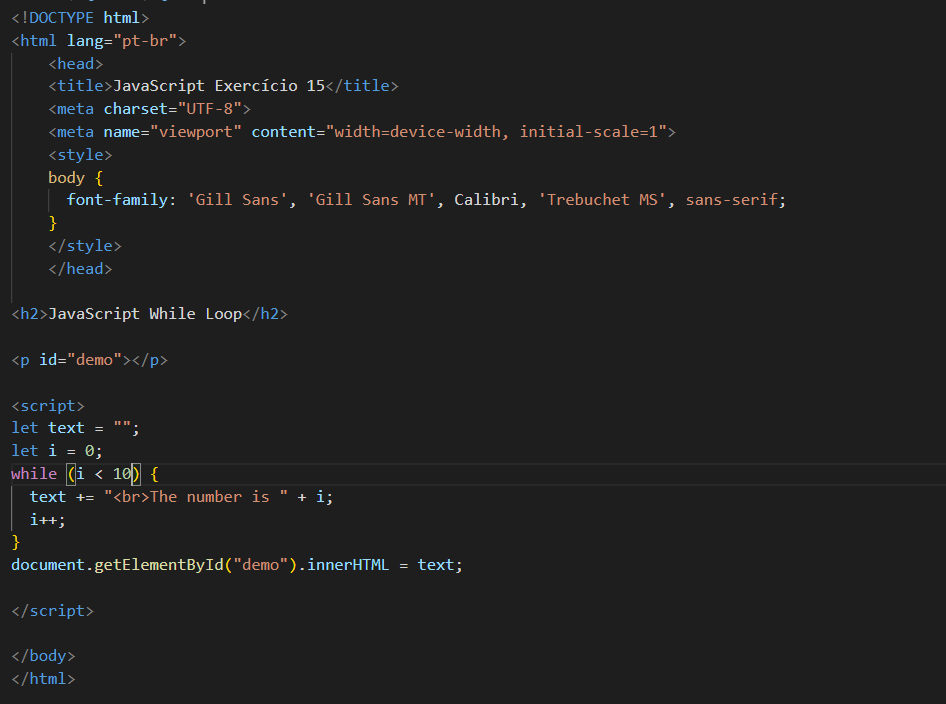 <!DOCTYPE html>
<html lang="pt-br">
    <head>
    <title>JavaScript Exercício 15</title>
    <meta charset="UTF-8">
    <meta name="viewport" content="width=device-width, initial-scale=1">
    <style>
    body {
      font-family: 'Gill Sans', 'Gill Sans MT', Calibri, 'Trebuchet MS', sans-serif;
    }
    </style>
    </head>
<h2>JavaScript While Loop</h2>
<p id="demo"></p>
<script>
let text = "";
let i = 0;
while (i < 10) {
  text += "<br>The number is " + i;
  i++;
}
document.getElementById("demo").innerHTML = text;
</script>
</body>
</html>